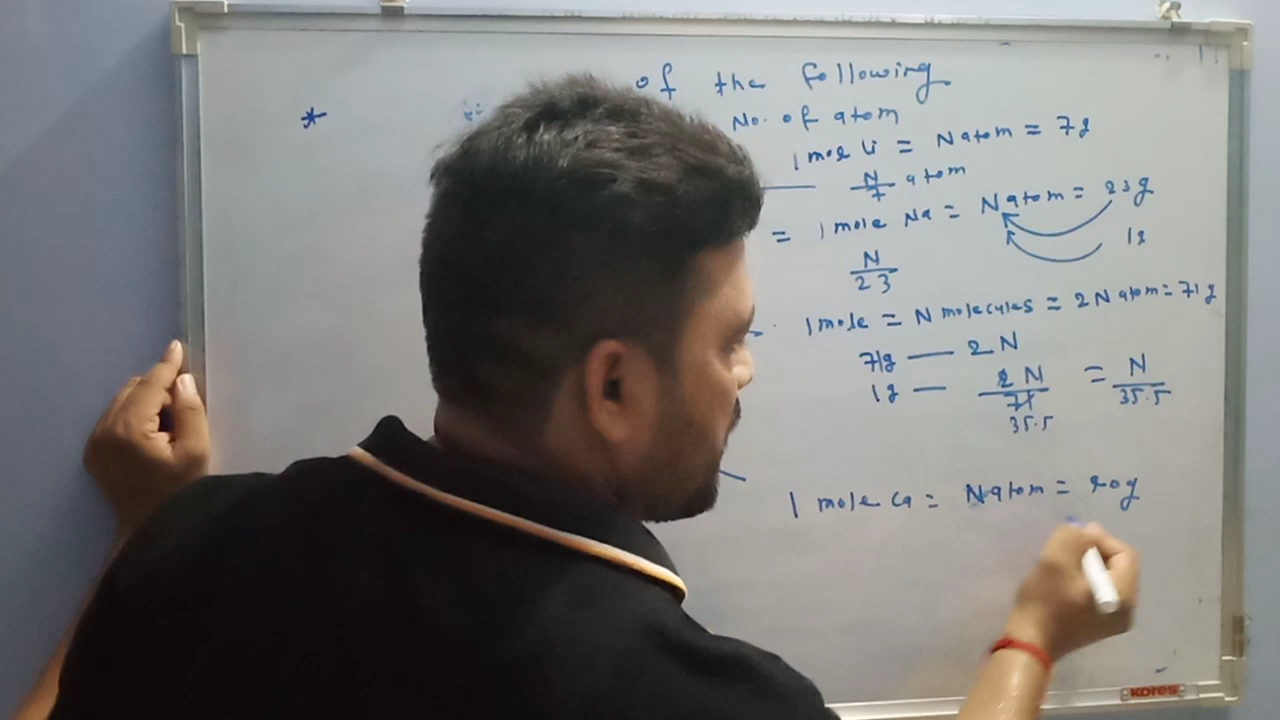 of the following
*
No. of atom
1 mole Li = N atom = 7g
N/7 atom
= 1 mole Na = N atom = 23g
1g
N/23
1mole = N molecules = 2N atom = 71g
71g — 2N
1g — 2N/71 = N/35.5
35.5
1 mole Ca = N atom = 40g
KORES